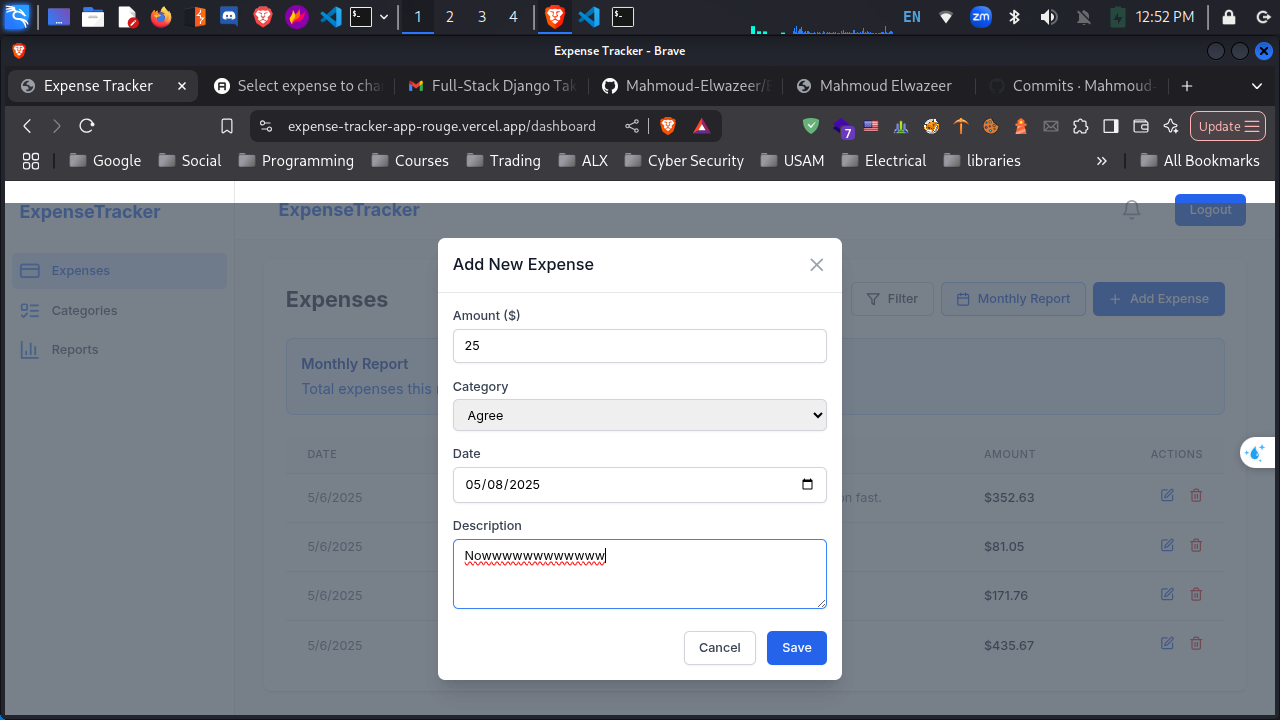 1 2 3 4
EN
zm
12:52 PM
Expense Tracker - Brave
Expense Tracker
Select expense to cha
Full-Stack Django Tak
Mahmoud-Elwazeer/E
Mahmoud Elwazeer
Commits · Mahmoud-
expense-tracker-app-rouge.vercel.app/dashboard
7
Update
Google
Social
Programming
Courses
Trading
ALX
Cyber Security
USAM
Electrical
libraries
»
All Bookmarks
ExpenseTracker
ExpenseTracker
Logout
Expenses
Categories
Reports
Expenses
Filter
Monthly Report
+ Add Expense
Monthly Report
Total expenses this
DATE
AMOUNT
ACTIONS
5/6/2025
on fast.
$352.63
5/6/2025
$81.05
5/6/2025
$171.76
5/6/2025
$435.67
Add New Expense
Amount ($)
25
Category
Agree
Date
05/08/2025
Description
Nowwwwwwwwwwww
Cancel
Save